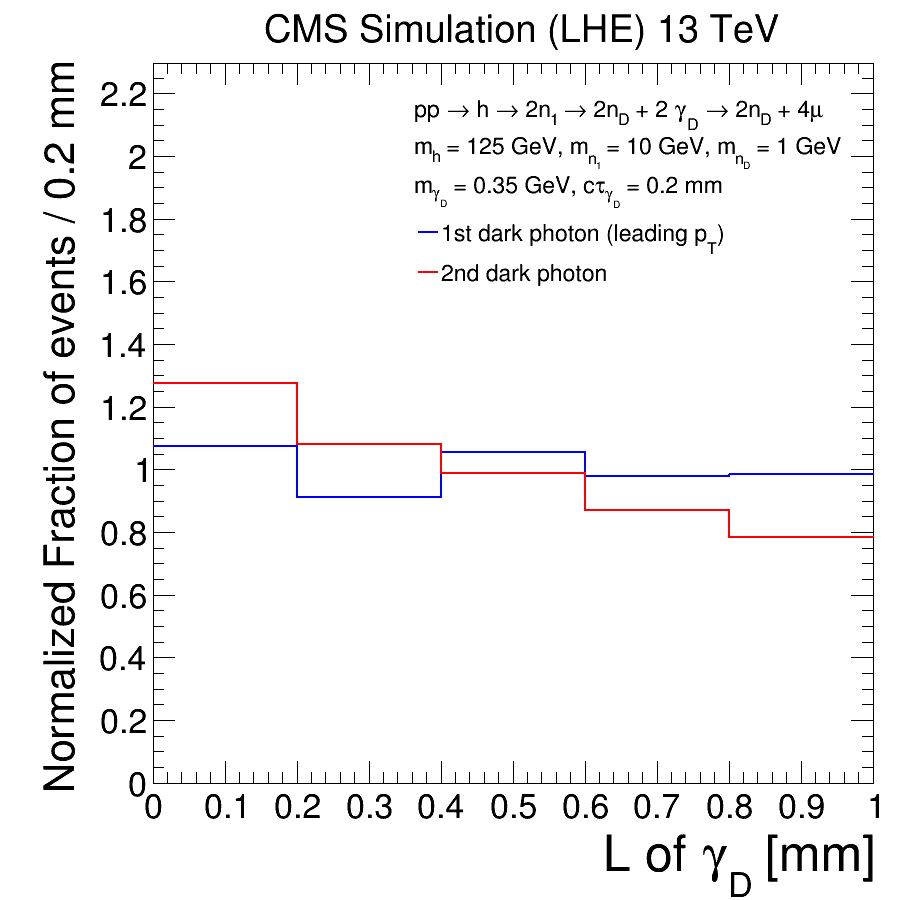 CMS Simulation (LHE) 13 TeV
Normalized Fraction of events / 0.2 mm
2.2
2
1.8
1.6
1.4
1.2
1
0.8
0.6
0.4
0.2
0
pp → h → 2n₁ → 2n_D + 2 γ_D → 2n_D + 4μ
m_h = 125 GeV, m_n₁ = 10 GeV, m_n_D = 1 GeV
m_γ_D = 0.35 GeV, cτ_γ_D = 0.2 mm
1st dark photon (leading p_T)
2nd dark photon
0 0.1 0.2 0.3 0.4 0.5 0.6 0.7 0.8 0.9 1
L of γ_D [mm]